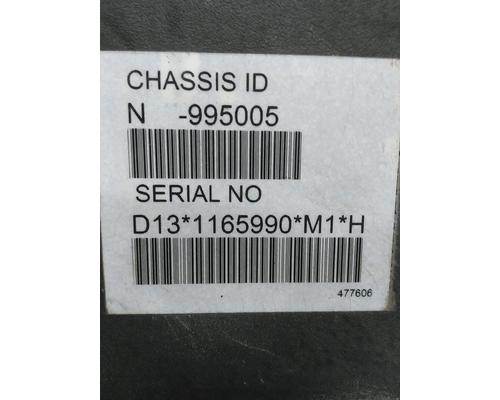 CHASSIS ID
N -995005
SERIAL NO
D13*1165990*M1*H
477606